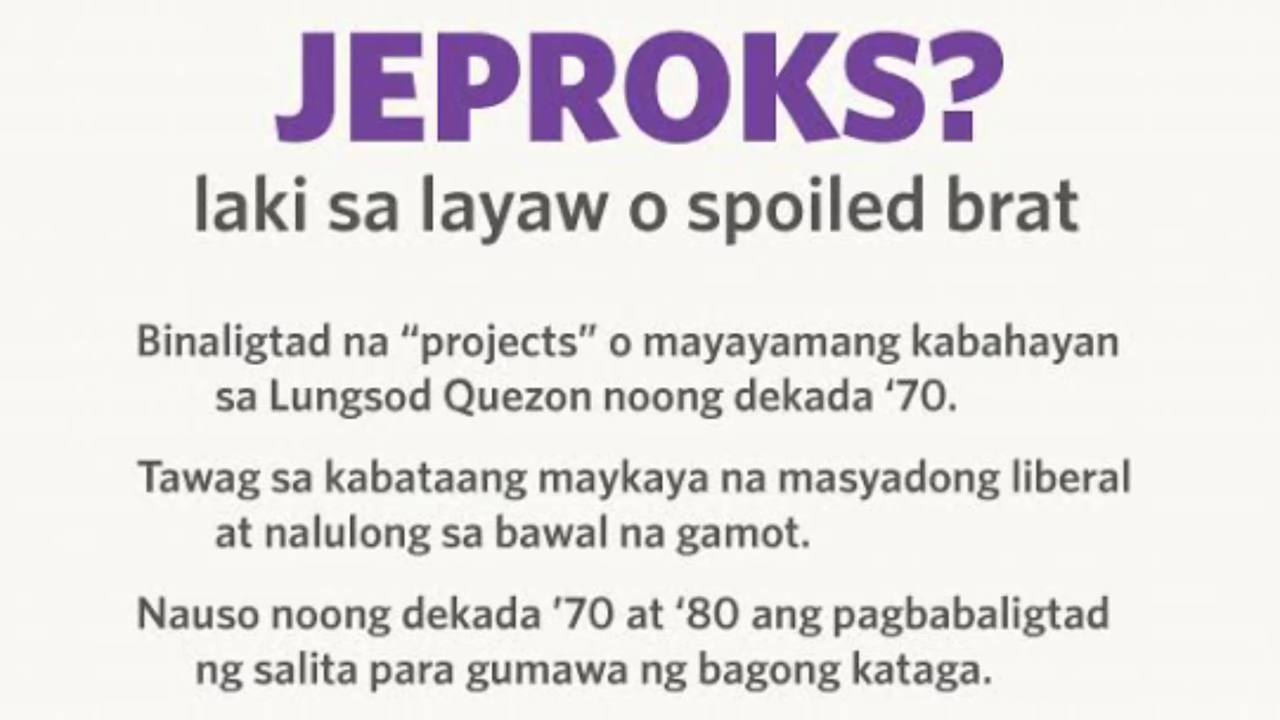 JEPROKS?
laki sa layaw o spoiled brat
Binaligtad na “projects” o mayayamang kabahayan
sa Lungsod Quezon noong dekada ‘70.
Tawag sa kabataang maykaya na masyadong liberal
at nalulong sa bawal na gamot.
Nauso noong dekada ’70 at ‘80 ang pagbabaligtad
ng salita para gumawa ng bagong kataga.